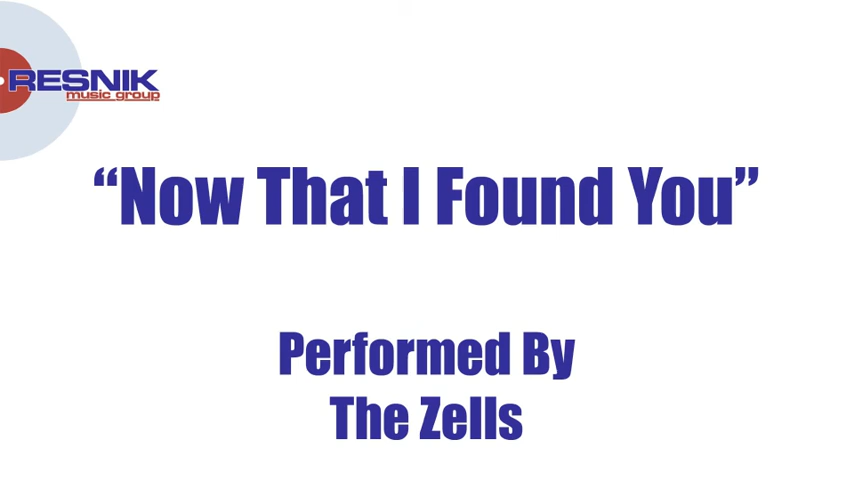 RESNIK
music group
“Now That I Found You”
Performed By
The Zells